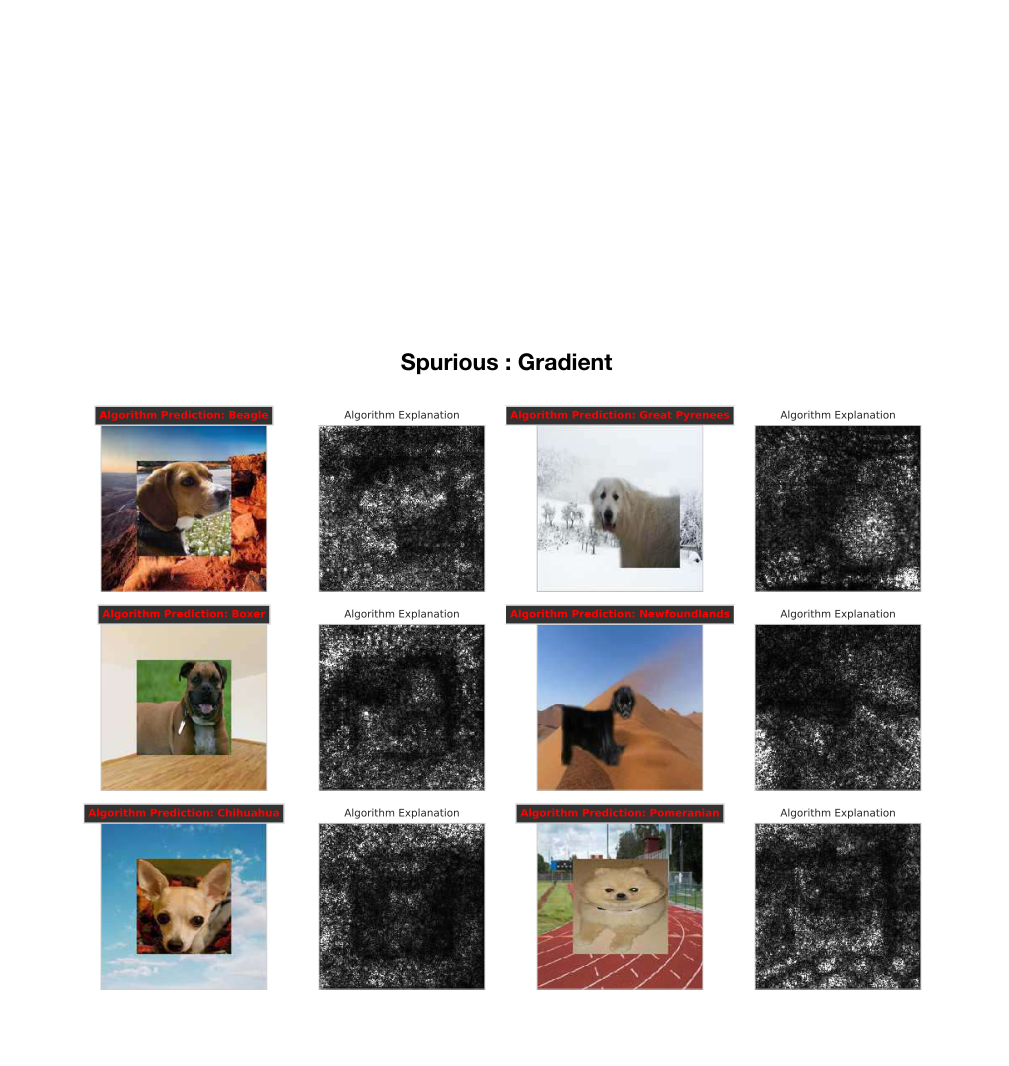 Spurious : Gradient
Algorithm Prediction: Beagle
Algorithm Explanation
Algorithm Prediction: Great Pyrenees
Algorithm Explanation
Algorithm Prediction: Boxer
Algorithm Explanation
Algorithm Prediction: Newfoundlands
Algorithm Explanation
Algorithm Prediction: Chihuahua
Algorithm Explanation
Algorithm Prediction: Pomeranian
Algorithm Explanation